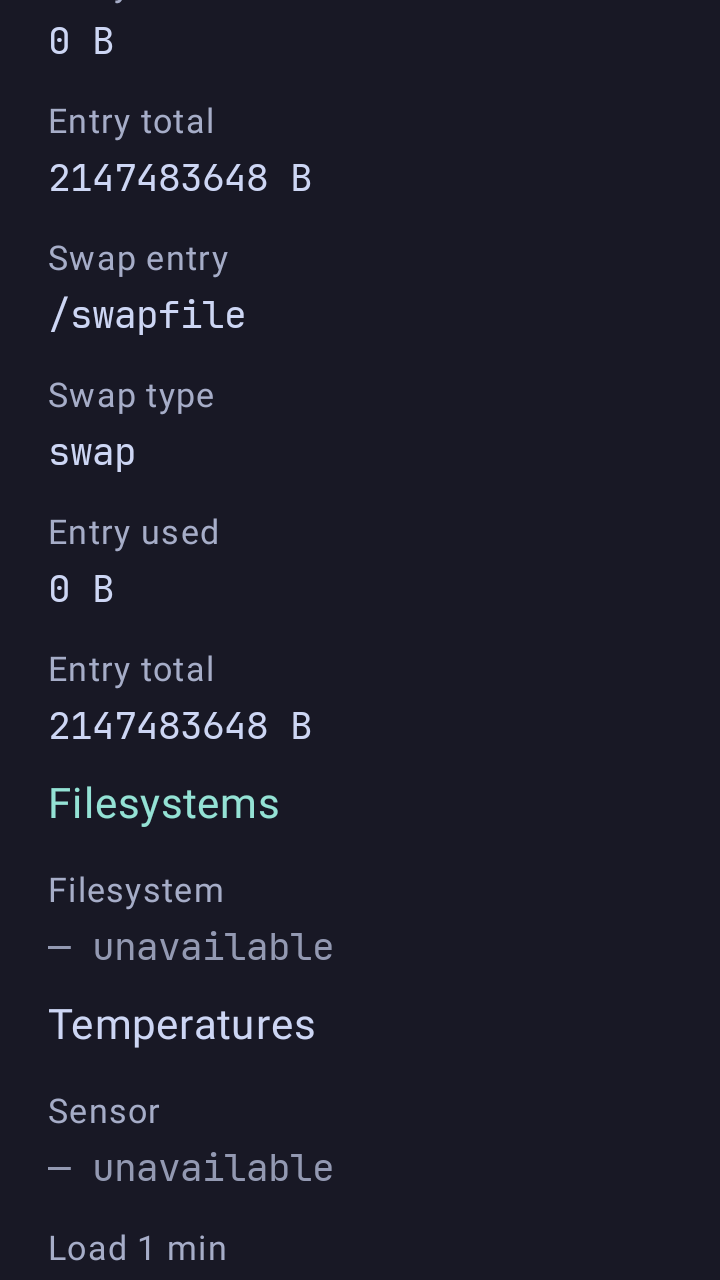 0 B
Entry total
2147483648 B
Swap entry
/swapfile
Swap type
swap
Entry used
0 B
Entry total
2147483648 B
Filesystems
Filesystem
— unavailable
Temperatures
Sensor
— unavailable
Load 1 min